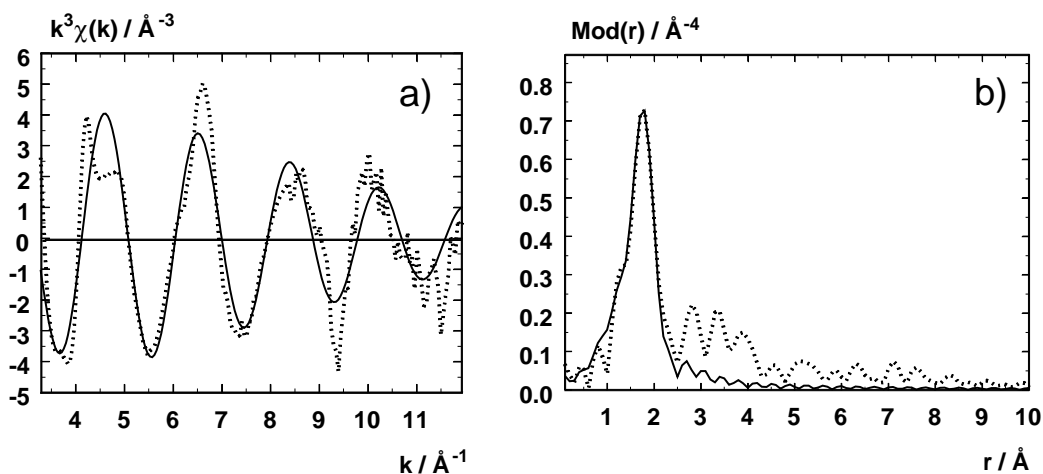 k³χ(k) / Å⁻³
6
5
4
3
2
1
0
-1
-2
-3
-4
-5
a)
4 5 6 7 8 9 10 11
k / Å⁻¹
Mod(r) / Å⁻⁴
0.8
0.7
0.6
0.5
0.4
0.3
0.2
0.1
0.0
b)
1 2 3 4 5 6 7 8 9 10
r / Å